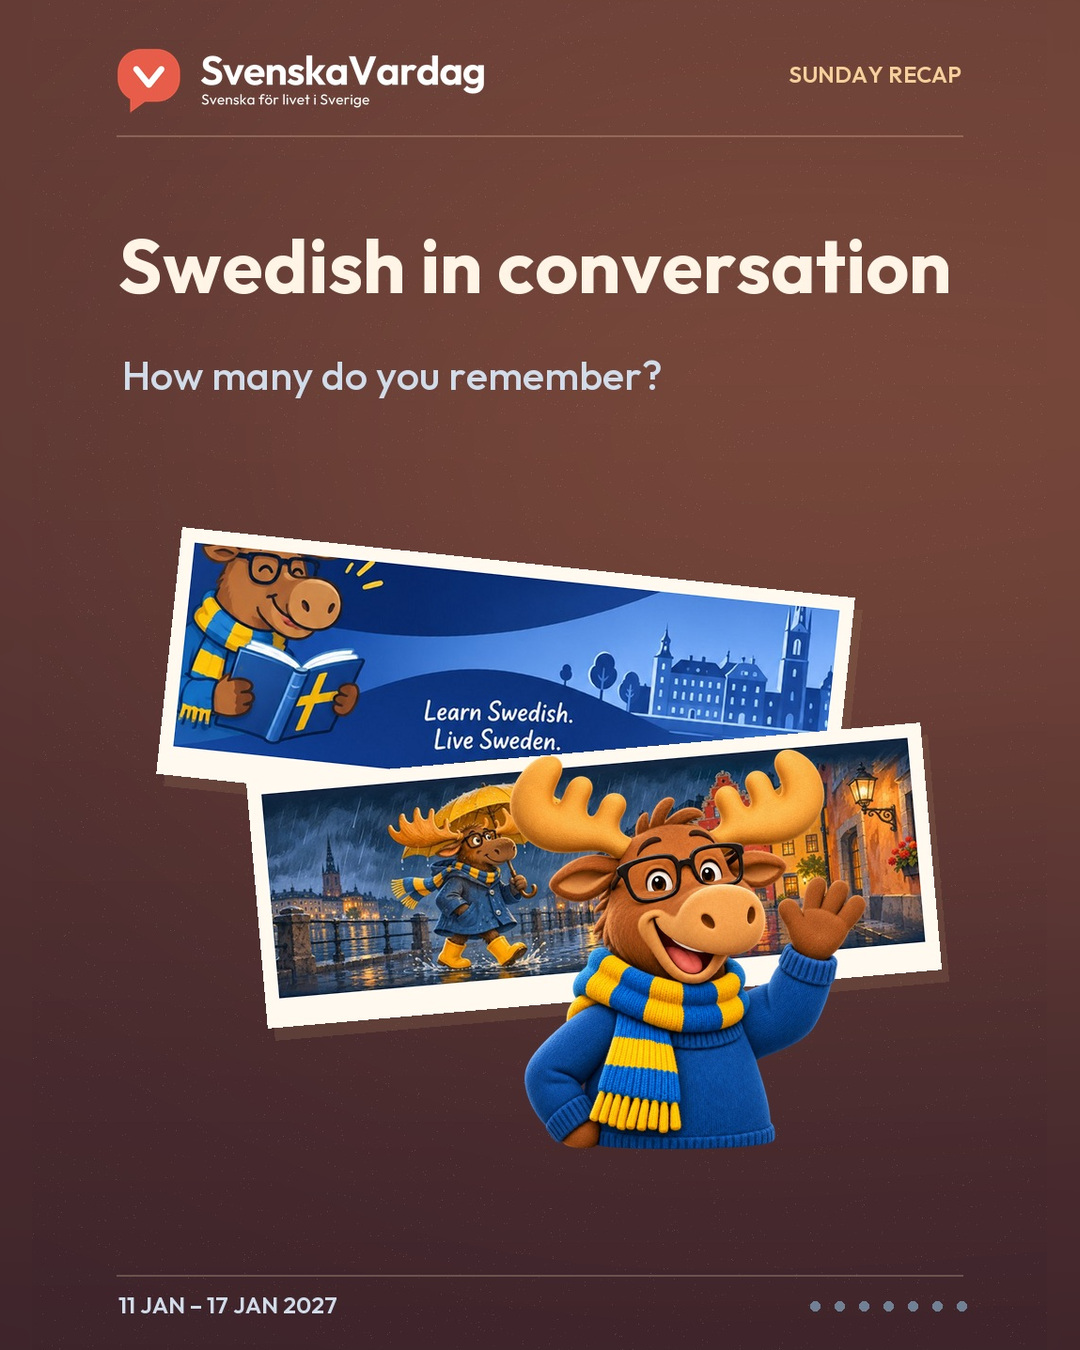 SvenskaVardag
Svenska för livet i Sverige
SUNDAY RECAP
Swedish in conversation
How many do you remember?
Learn Swedish.
Live Sweden.
11 JAN – 17 JAN 2027